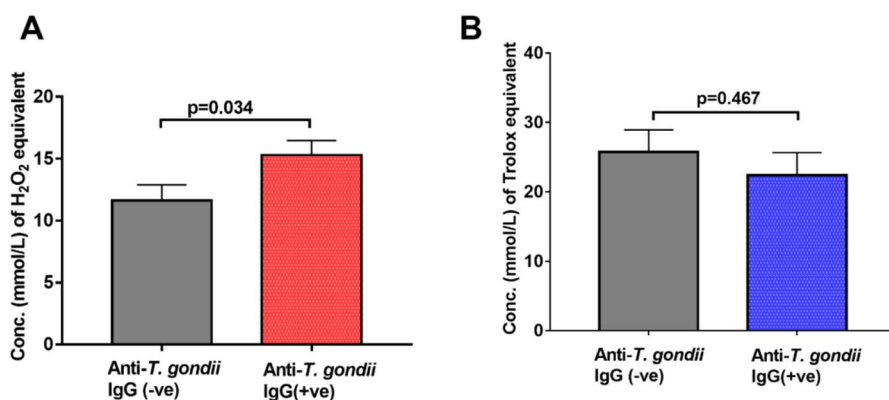 A
Conc. (mmol/L) of H₂O₂ equivalent
20
15
10
5
0
p=0.034
Anti-T. gondii
IgG (-ve)
Anti-T. gondii
IgG(+ve)
B
Conc. (mmol/L) of Trolox equivalent
40
30
20
10
0
p=0.467
Anti-T. gondii
IgG (-ve)
Anti-T. gondii
IgG(+ve)